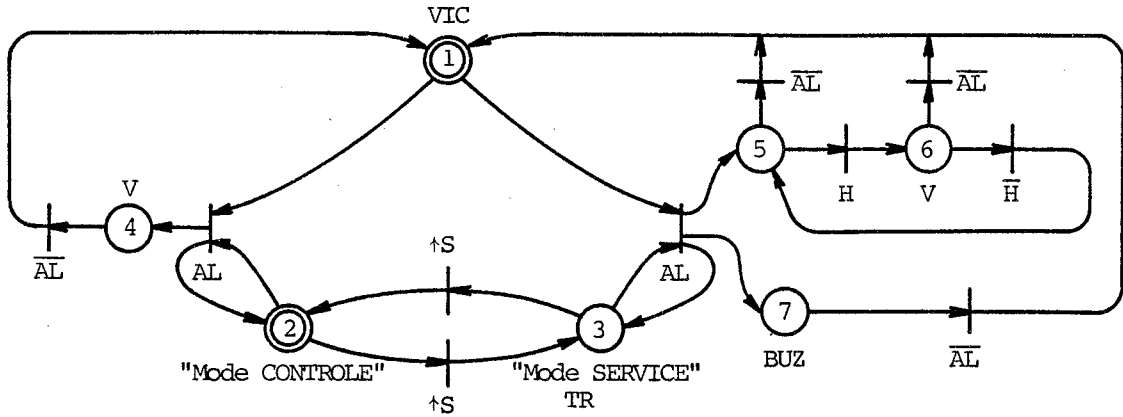 VIC
1
AL̅
AL̅
5
6
H
V
H̅
V
4
AL̅
AL
AL
↑S
2
3
7
"Mode CONTROLE"
"Mode SERVICE"
TR
BUZ
AL̅
↑S